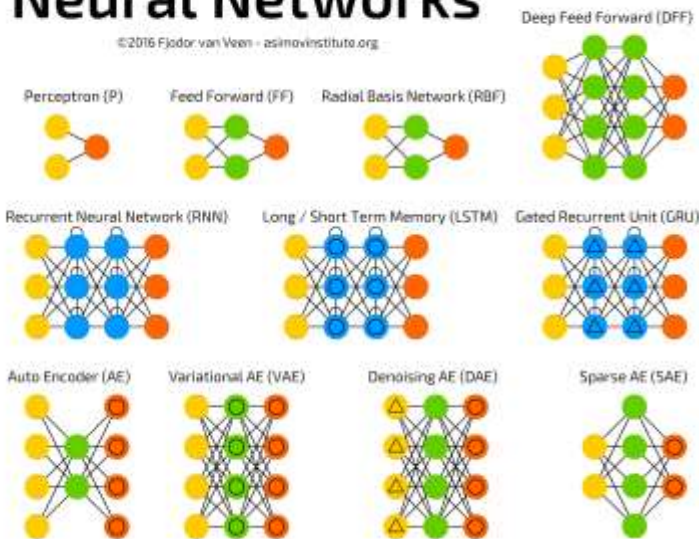 Neural Networks
©2016 Fjodor van Veen - asimovinstitute.org
Deep Feed Forward (DFF)
Perceptron (P)
Feed Forward (FF)
Radial Basis Network (RBF)
Recurrent Neural Network (RNN)
Long / Short Term Memory (LSTM)
Gated Recurrent Unit (GRU)
Auto Encoder (AE)
Variational AE (VAE)
Denoising AE (DAE)
Sparse AE (SAE)